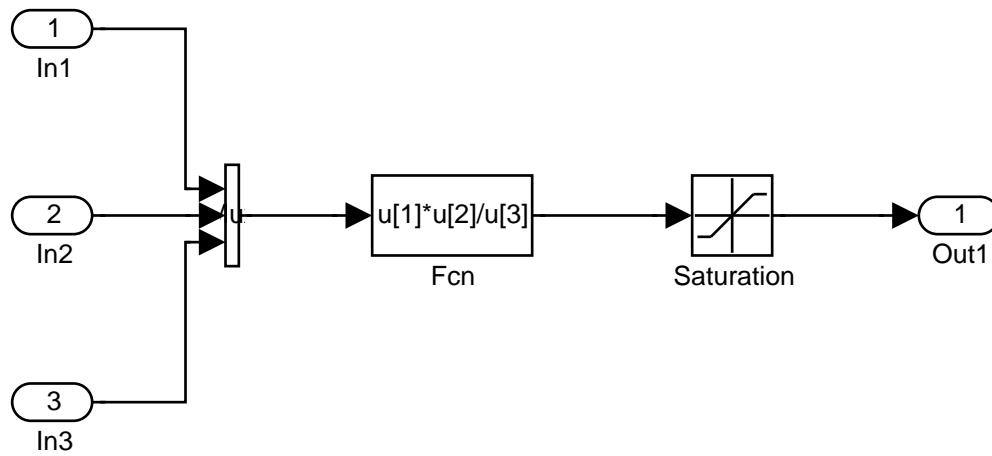 1
In1
2
In2
3
In3
u[1]*u[2]/u[3]
Fcn
Saturation
1
Out1